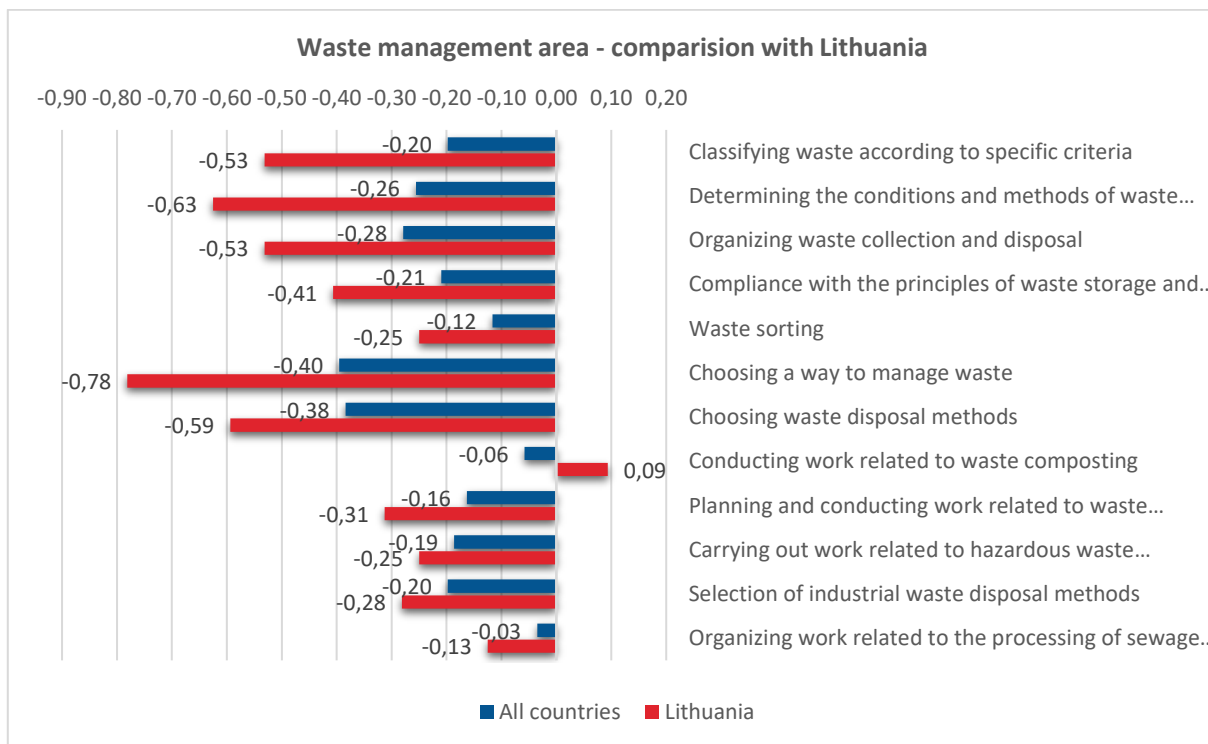 Waste management area - comparision with Lithuania
-0,90 -0,80 -0,70 -0,60 -0,50 -0,40 -0,30 -0,20 -0,10 0,00 0,10 0,20
-0,20
-0,53
Classifying waste according to specific criteria
-0,26
-0,63
Determining the conditions and methods of waste...
-0,28
-0,53
Organizing waste collection and disposal
-0,21
-0,41
Compliance with the principles of waste storage and...
-0,12
-0,25
Waste sorting
-0,40
-0,78
Choosing a way to manage waste
-0,38
-0,59
Choosing waste disposal methods
-0,06
0,09
Conducting work related to waste composting
-0,16
-0,31
Planning and conducting work related to waste...
-0,19
-0,25
Carrying out work related to hazardous waste...
-0,20
-0,28
Selection of industrial waste disposal methods
-0,03
-0,13
Organizing work related to the processing of sewage...
All countries Lithuania